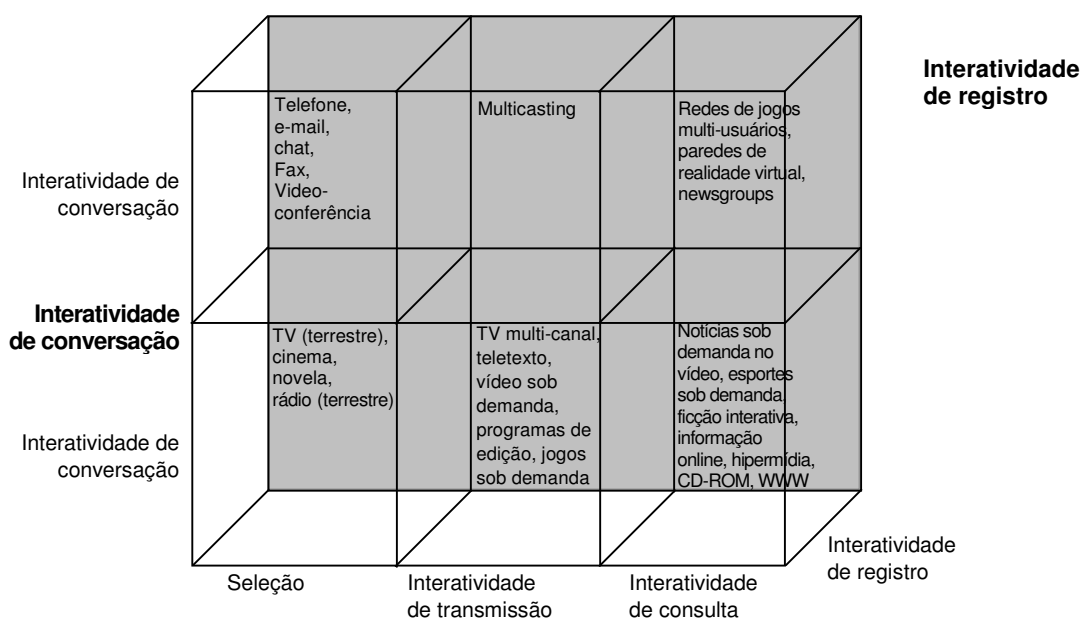 Interatividade
de registro
Telefone,
e-mail,
chat,
Fax,
Video-
conferência
Multicasting
Redes de jogos
multi-usuários,
paredes de
realidade virtual,
newsgroups
Interatividade de
conversação
Interatividade
de conversação
TV (terrestre),
cinema,
novela,
rádio (terrestre)
TV multi-canal,
teletexto,
vídeo sob
demanda,
programas de
edição, jogos
sob demanda
Notícias sob
demanda no
vídeo, esportes
sob demanda,
ficção interativa,
informação
online, hipermídia,
CD-ROM, WWW
Interatividade de
conversação
Interatividade
de registro
Seleção
Interatividade
de transmissão
Interatividade
de consulta